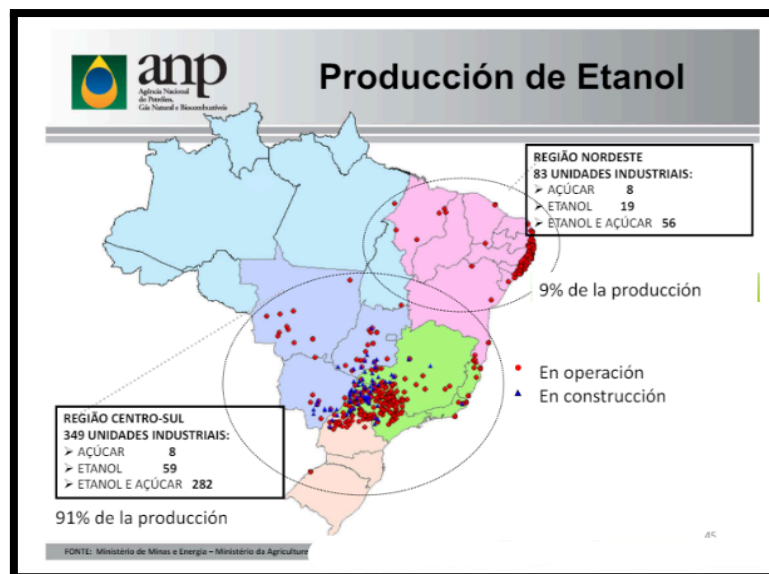 anp
Agência Nacional
do Petróleo,
Gás Natural e Biocombustíveis
Producción de Etanol
REGIÃO NORDESTE
83 UNIDADES INDUSTRIAIS:
➢ AÇÚCAR 8
➢ ETANOL 19
➢ ETANOL E AÇÚCAR 56
9% de la producción
En operación
En construcción
REGIÃO CENTRO-SUL
349 UNIDADES INDUSTRIAIS:
➢ AÇÚCAR 8
➢ ETANOL 59
➢ ETANOL E AÇÚCAR 282
91% de la producción
45
FONTE: Ministério de Minas e Energia – Ministério da Agriculture